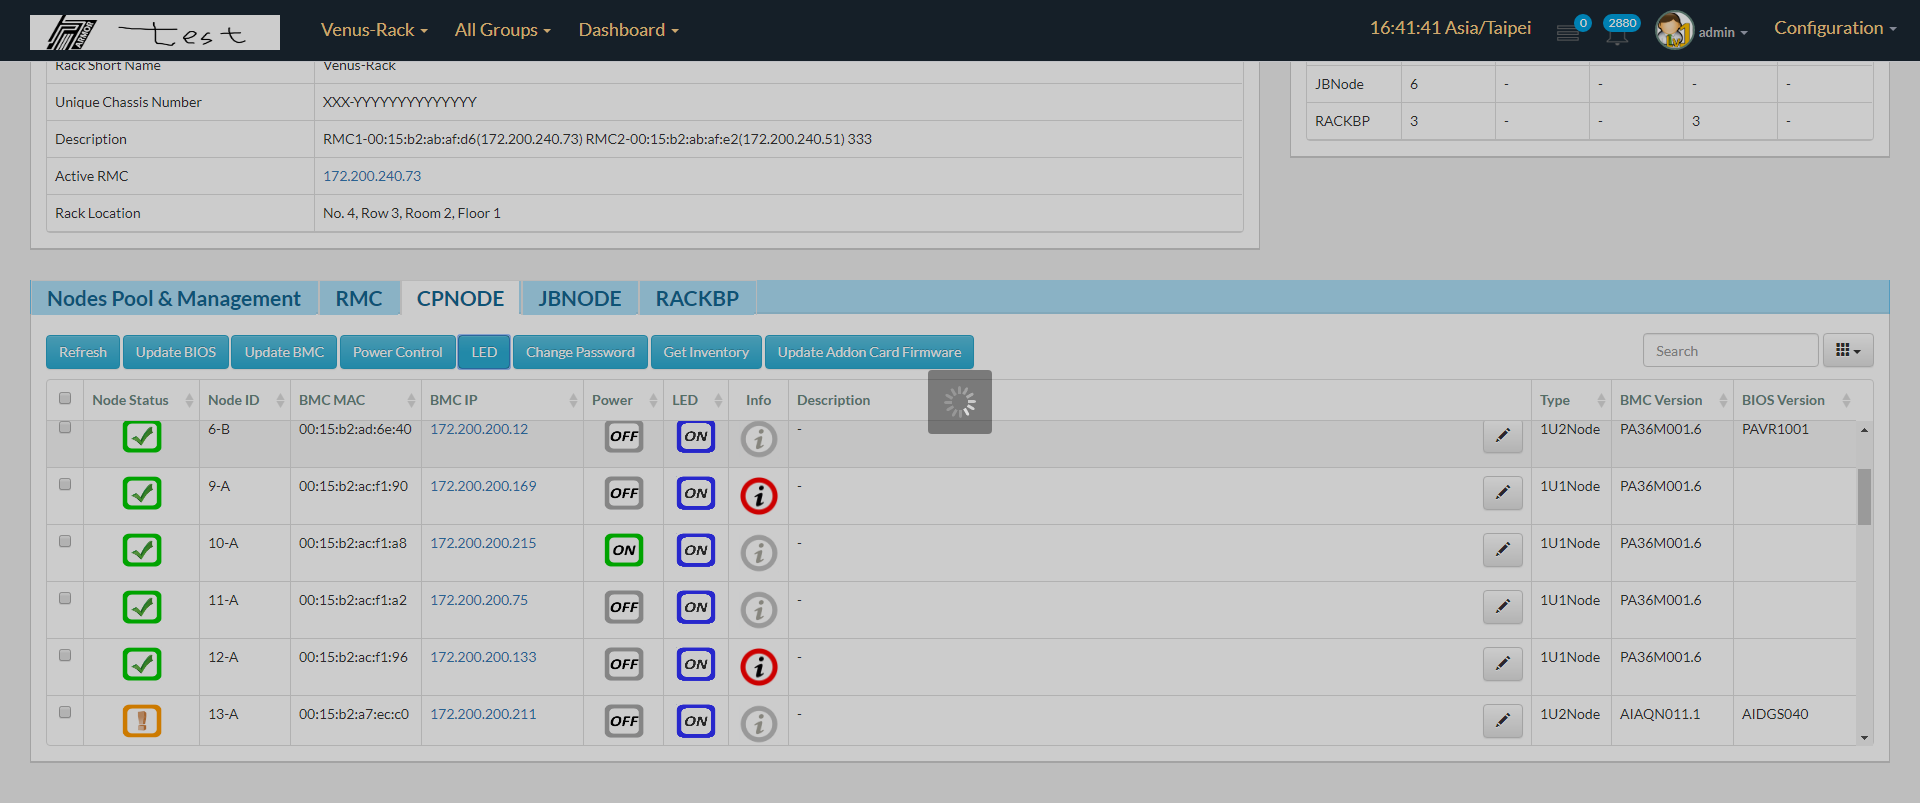 ARMOR test Venus-Rack All Groups Dashboard 16:41:41 Asia/Taipei 0 2880 admin Configuration
Rack Short Name Venus-Rack
Unique Chassis Number XXX-YYYYYYYYYYYYYY
Description RMC1-00:15:b2:ab:af:d6(172.200.240.73) RMC2-00:15:b2:ab:af:e2(172.200.240.51) 333
Active RMC 172.200.240.73
Rack Location No. 4, Row 3, Room 2, Floor 1
JBNode 6 - - - -
RACKBP 3 - - 3 -
Nodes Pool & Management RMC CPNODE JBNODE RACKBP
Refresh Update BIOS Update BMC Power Control LED Change Password Get Inventory Update Addon Card Firmware Search
Node Status Node ID BMC MAC BMC IP Power LED Info Description Type BMC Version BIOS Version
6-B 00:15:b2:ad:6e:40 172.200.200.12 OFF ON i - 1U2Node PA36M001.6 PAVR1001
9-A 00:15:b2:ac:f1:90 172.200.200.169 OFF ON i - 1U1Node PA36M001.6
10-A 00:15:b2:ac:f1:a8 172.200.200.215 ON ON i - 1U1Node PA36M001.6
11-A 00:15:b2:ac:f1:a2 172.200.200.75 OFF ON i - 1U1Node PA36M001.6
12-A 00:15:b2:ac:f1:96 172.200.200.133 OFF ON i - 1U1Node PA36M001.6
! 13-A 00:15:b2:a7:ec:c0 172.200.200.211 OFF ON i - 1U2Node AIAQN011.1 AIDGS040